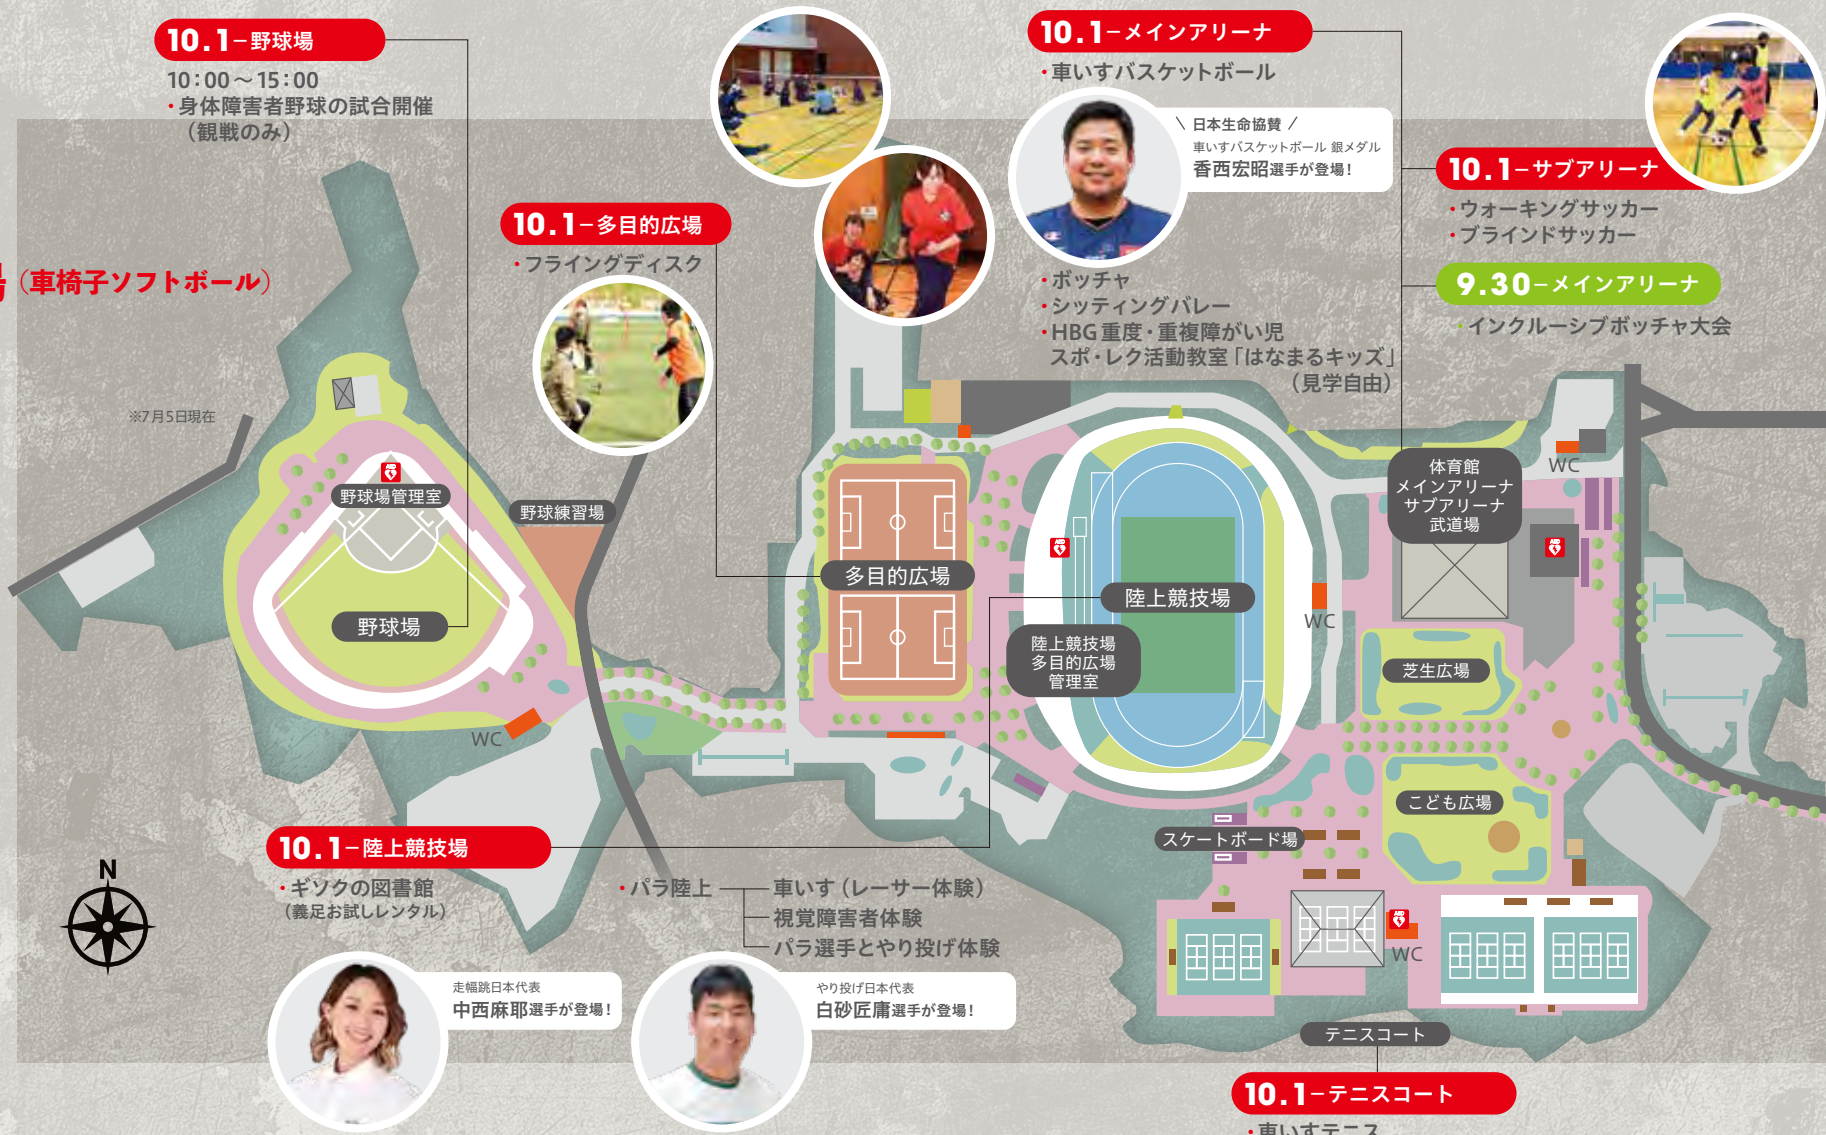 10.1−野球場
10:00〜15:00
・身体障害者野球の試合開催
（観戦のみ）
場（車椅子ソフトボール）
※7月5日現在
10.1−多目的広場
・フライングディスク
10.1−メインアリーナ
・車いすバスケットボール
\ 日本生命協賛 /
車いすバスケットボール 銀メダル
香西宏昭選手が登場！
・ボッチャ
・シッティングバレー
・HBG重度・重複障がい児
スポ・レク活動教室「はなまるキッズ」
（見学自由）
10.1−サブアリーナ
・ウォーキングサッカー
・ブラインドサッカー
9.30−メインアリーナ
・インクルーシブボッチャ大会
AED
野球場管理室
野球練習場
野球場
WC
多目的広場
AED
陸上競技場
陸上競技場
多目的広場
管理室
WC
体育館
メインアリーナ
サブアリーナ
武道場
WC
AED
芝生広場
こども広場
スケートボード場
AED
WC
テニスコート
N
10.1−陸上競技場
・ギソクの図書館
（義足お試しレンタル）
走幅跳日本代表
中西麻耶選手が登場！
・パラ陸上
車いす（レーサー体験）
視覚障害者体験
パラ選手とやり投げ体験
やり投げ日本代表
白砂匠庸選手が登場！
10.1−テニスコート
・車いすテニス